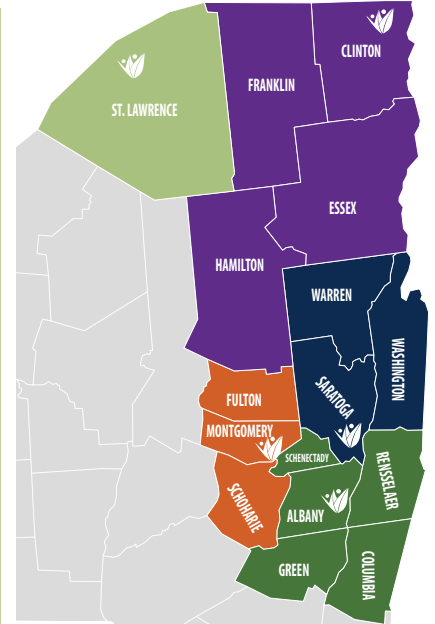 CLINTON
FRANKLIN
ST. LAWRENCE
ESSEX
HAMILTON
WARREN
WASHINGTON
SARATOGA
FULTON
MONTGOMERY
SCHENECTADY
RENSSELAER
SCHOHARIE
ALBANY
GREEN
COLUMBIA